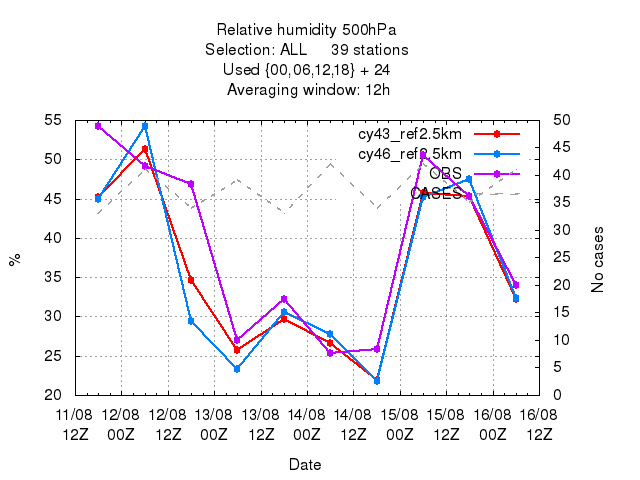 Relative humidity 500hPa
Selection: ALL 39 stations
Used {00,06,12,18} + 24
Averaging window: 12h
cy43_ref2.5km
cy46_ref2.5km
OBS
CASES
55
50
45
40
35
30
25
20
%
50
45
40
35
30
25
20
15
10
5
0
No cases
11/08 12/08 12/08 13/08 13/08 14/08 14/08 15/08 15/08 16/08 16/08
12Z 00Z 12Z 00Z 12Z 00Z 12Z 00Z 12Z 00Z 12Z
Date